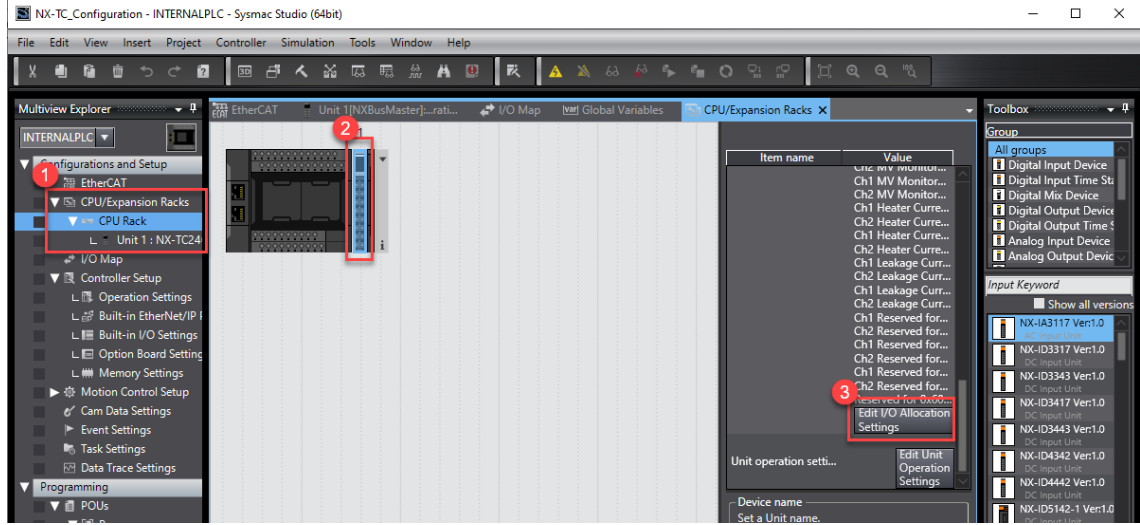 NX-TC_Configuration - INTERNALPLC - Sysmac Studio (64bit)
File Edit View Insert Project Controller Simulation Tools Window Help
Multiview Explorer
INTERNALPLC
Configurations and Setup
1
EtherCAT
CPU/Expansion Racks
CPU Rack
Unit 1 : NX-TC24
I/O Map
Controller Setup
Operation Settings
Built-in EtherNet/IP
Built-in I/O Settings
Option Board Setting
Memory Settings
Motion Control Setup
Cam Data Settings
Event Settings
Task Settings
Data Trace Settings
Programming
POUs
EtherCAT Unit 1[NXBusMaster]:...rati... I/O Map Global Variables CPU/Expansion Racks
2
1
Item name Value
Ch2 MV Monitor...
Ch1 MV Monitor...
Ch2 MV Monitor...
Ch1 Heater Curre...
Ch2 Heater Curre...
Ch1 Heater Curre...
Ch2 Heater Curre...
Ch1 Leakage Curr...
Ch2 Leakage Curr...
Ch1 Leakage Curr...
Ch2 Leakage Curr...
Ch1 Reserved for...
Ch2 Reserved for...
Ch1 Reserved for...
Ch2 Reserved for...
Ch1 Reserved for...
Ch2 Reserved for...
Reserved for 0x60...
3
Edit I/O Allocation
Settings
Unit operation setti...
Edit Unit
Operation
Settings
Device name
Set a Unit name.
Toolbox
Group
All groups
Digital Input Device
Digital Input Time Sta
Digital Mix Device
Digital Output Device
Digital Output Time S
Analog Input Device
Analog Output Devic
Input Keyword
Show all versions
NX-IA3117 Ver:1.0
AC Input Unit
NX-ID3317 Ver:1.0
DC Input Unit
NX-ID3343 Ver:1.0
DC Input Unit
NX-ID3417 Ver:1.0
DC Input Unit
NX-ID3443 Ver:1.0
DC Input Unit
NX-ID4342 Ver:1.0
DC Input Unit
NX-ID4442 Ver:1.0
DC Input Unit
NX-ID5142-1 Ver:1.0
DC Input Unit